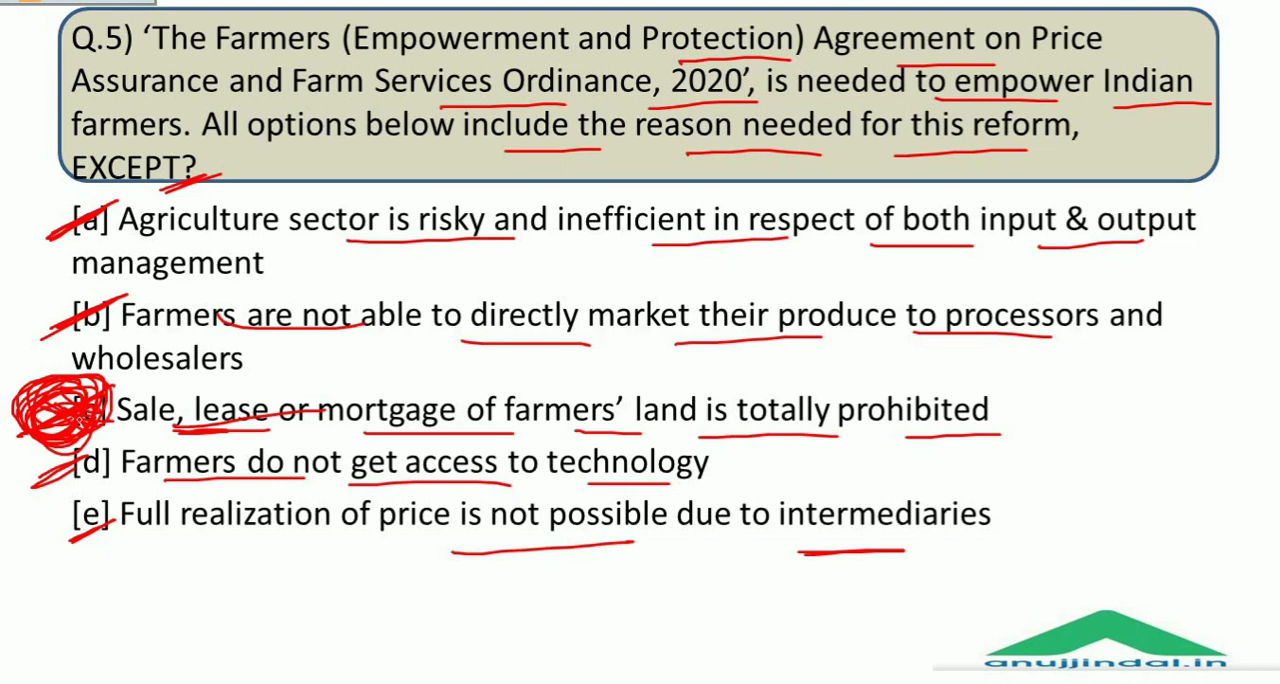 Q.5) ‘The Farmers (Empowerment and Protection) Agreement on Price
Assurance and Farm Services Ordinance, 2020’, is needed to empower Indian
farmers. All options below include the reason needed for this reform,
EXCEPT?
[a] Agriculture sector is risky and inefficient in respect of both input & output
management
[b] Farmers are not able to directly market their produce to processors and
wholesalers
Sale, lease or mortgage of farmers’ land is totally prohibited
[d] Farmers do not get access to technology
[e] Full realization of price is not possible due to intermediaries
anujjindal.in